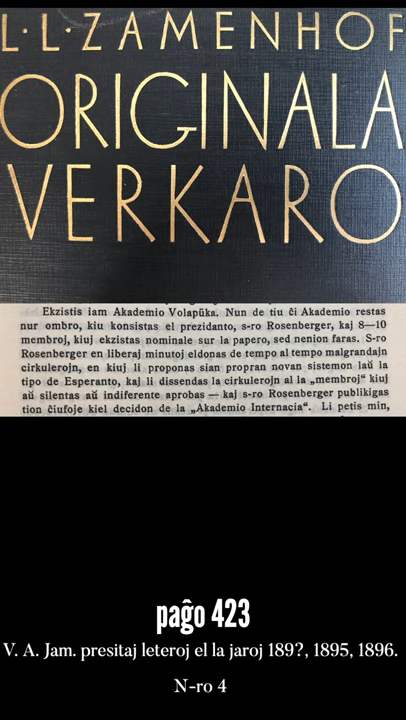 L·L·ZAMENHOF
ORIGINALA
VERKARO
Ekzistis iam Akademio Volapüka. Nun de tiu ĉi Akademio restas
nur ombro, kiu konsistas el prezidanto, s-ro Rosenberger, kaj 8—10
membroj, kiuj ekzistas nominale sur la papero, sed nenion faras. S-ro
Rosenberger en liberaj minutoj eldonas de tempo al tempo malgrandajn
cirkulerojn, en kiuj li proponas sian propran novan sistemon laŭ la
tipo de Esperanto, kaj li dissendas la cirkulerojn al la „membroj“ kiuj
aŭ silentas aŭ indiferente aprobas — kaj s-ro Rosenberger publikigas
tion ĉiufoje kiel decidon de la „Akademio Internacia“. Li petis min,
paĝo 423
V. A. Jam. presitaj leteroj el la jaroj 189?, 1895, 1896.
N-ro 4